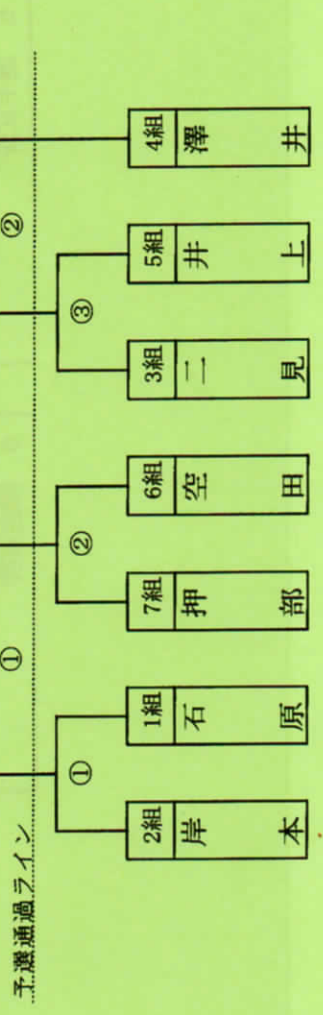 ①
②
予選通過ライン
①
②
③
2組
岸本
1組
石原
7組
押部
6組
空田
3組
二見
5組
井上
4組
澤井